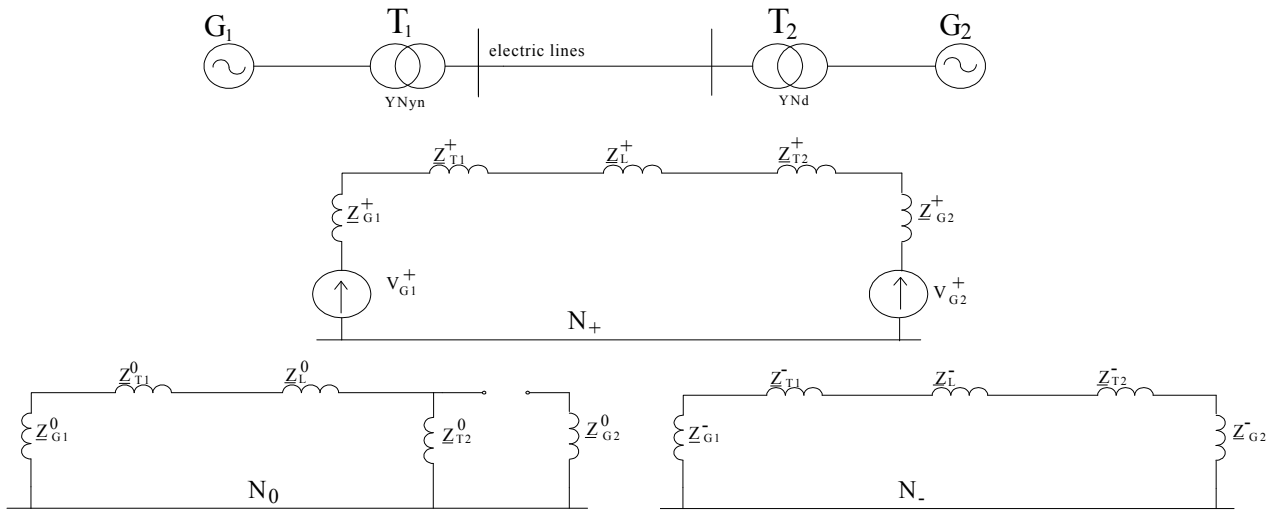 G1 T1 T2 G2
electric lines
YNyn YNd
Z+T1 Z+L Z+T2
Z+G1 Z+G2
V+G1 V+G2
N+
Z0T1 Z0L Z-T1 Z-L Z-T2
Z0G1 Z0T2 Z0G2 Z-G1 Z-G2
N0 N-